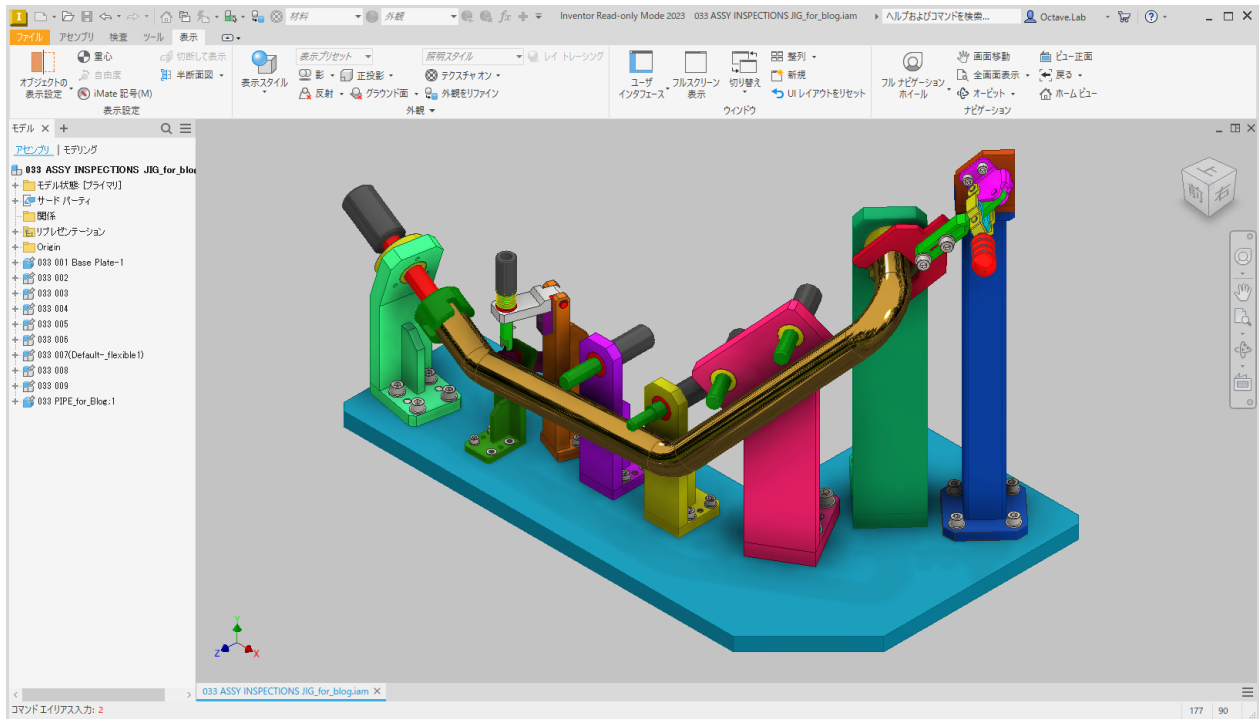 材料
外観
Inventor Read-only Mode 2023 033 ASSY INSPECTIONS JIG_for_blog.iam
ヘルプおよびコマンドを検索...
Octave.Lab
ファイル アセンブリ 検査 ツール 表示
オブジェクトの
表示設定
重心
自由度
iMate 記号(M)
切断して表示
半断面図
表示設定
表示スタイル
表示プリセット
照明スタイル
レイ トレーシング
影
正投影
テクスチャ オン
反射
グラウンド面
外観をリファイン
外観
ユーザ
インタフェース
フルスクリーン
表示
切り替え
整列
新規
UI レイアウトをリセット
ウィンドウ
フル ナビゲーション
ホイール
画面移動
全画面表示
オービット
ビュー正面
戻る
ホーム ビュー
ナビゲーション
モデル
アセンブリ | モデリング
033 ASSY INSPECTIONS JIG_for_blog
モデル状態: [プライマリ]
サード パーティ
関係
リプレゼンテーション
Origin
033 001 Base Plate-1
033 002
033 003
033 004
033 005
033 006
033 007(Default-_flexible1)
033 008
033 009
033 PIPE_for_Blog:1
上
前
右
Y
Z
X
033 ASSY INSPECTIONS JIG_for_blog.iam
コマンド エイリアス入力: 2
177 90